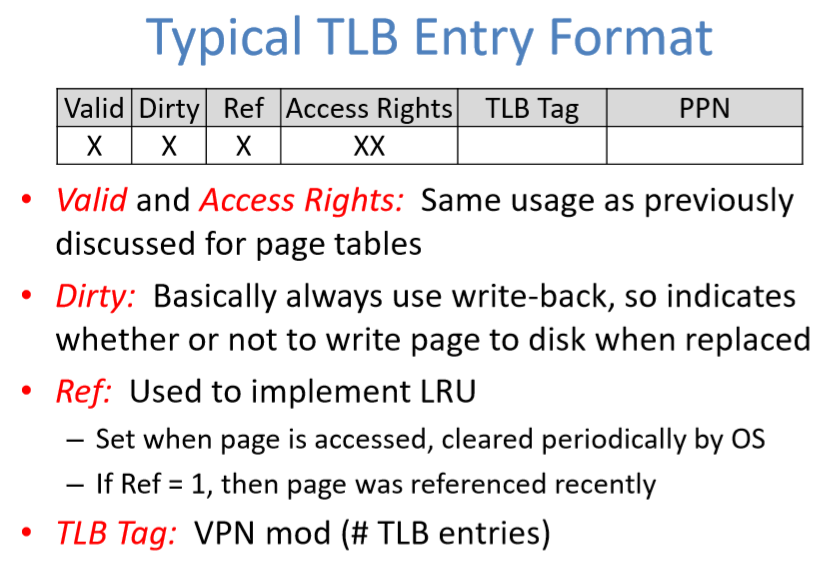 Typical TLB Entry Format
Valid Dirty Ref Access Rights TLB Tag PPN
X X X XX
• Valid and Access Rights: Same usage as previously
discussed for page tables
• Dirty: Basically always use write-back, so indicates
whether or not to write page to disk when replaced
• Ref: Used to implement LRU
– Set when page is accessed, cleared periodically by OS
– If Ref = 1, then page was referenced recently
• TLB Tag: VPN mod (# TLB entries)